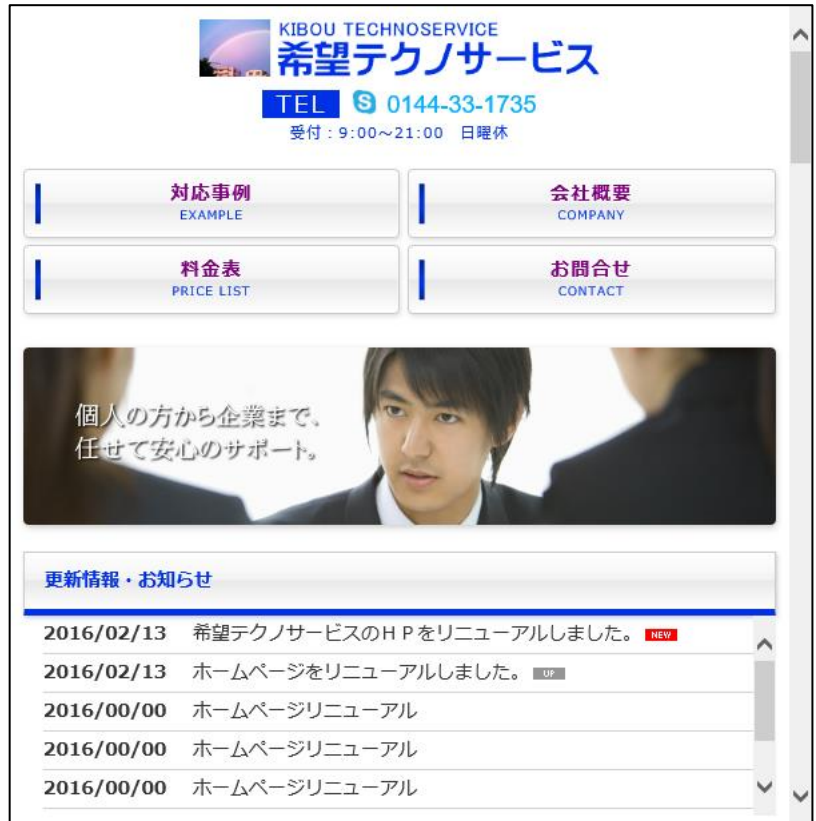 KIBOU TECHNOSERVICE
希望テクノサービス
TEL 0144-33-1735
受付:9:00～21:00 日曜休
対応事例
EXAMPLE
会社概要
COMPANY
料金表
PRICE LIST
お問合せ
CONTACT
個人の方から企業まで、
任せて安心のサポート。
更新情報・お知らせ
2016/02/13 希望テクノサービスのHPをリニューアルしました。 NEW
2016/02/13 ホームページをリニューアルしました。 UP
2016/00/00 ホームページリニューアル
2016/00/00 ホームページリニューアル
2016/00/00 ホームページリニューアル